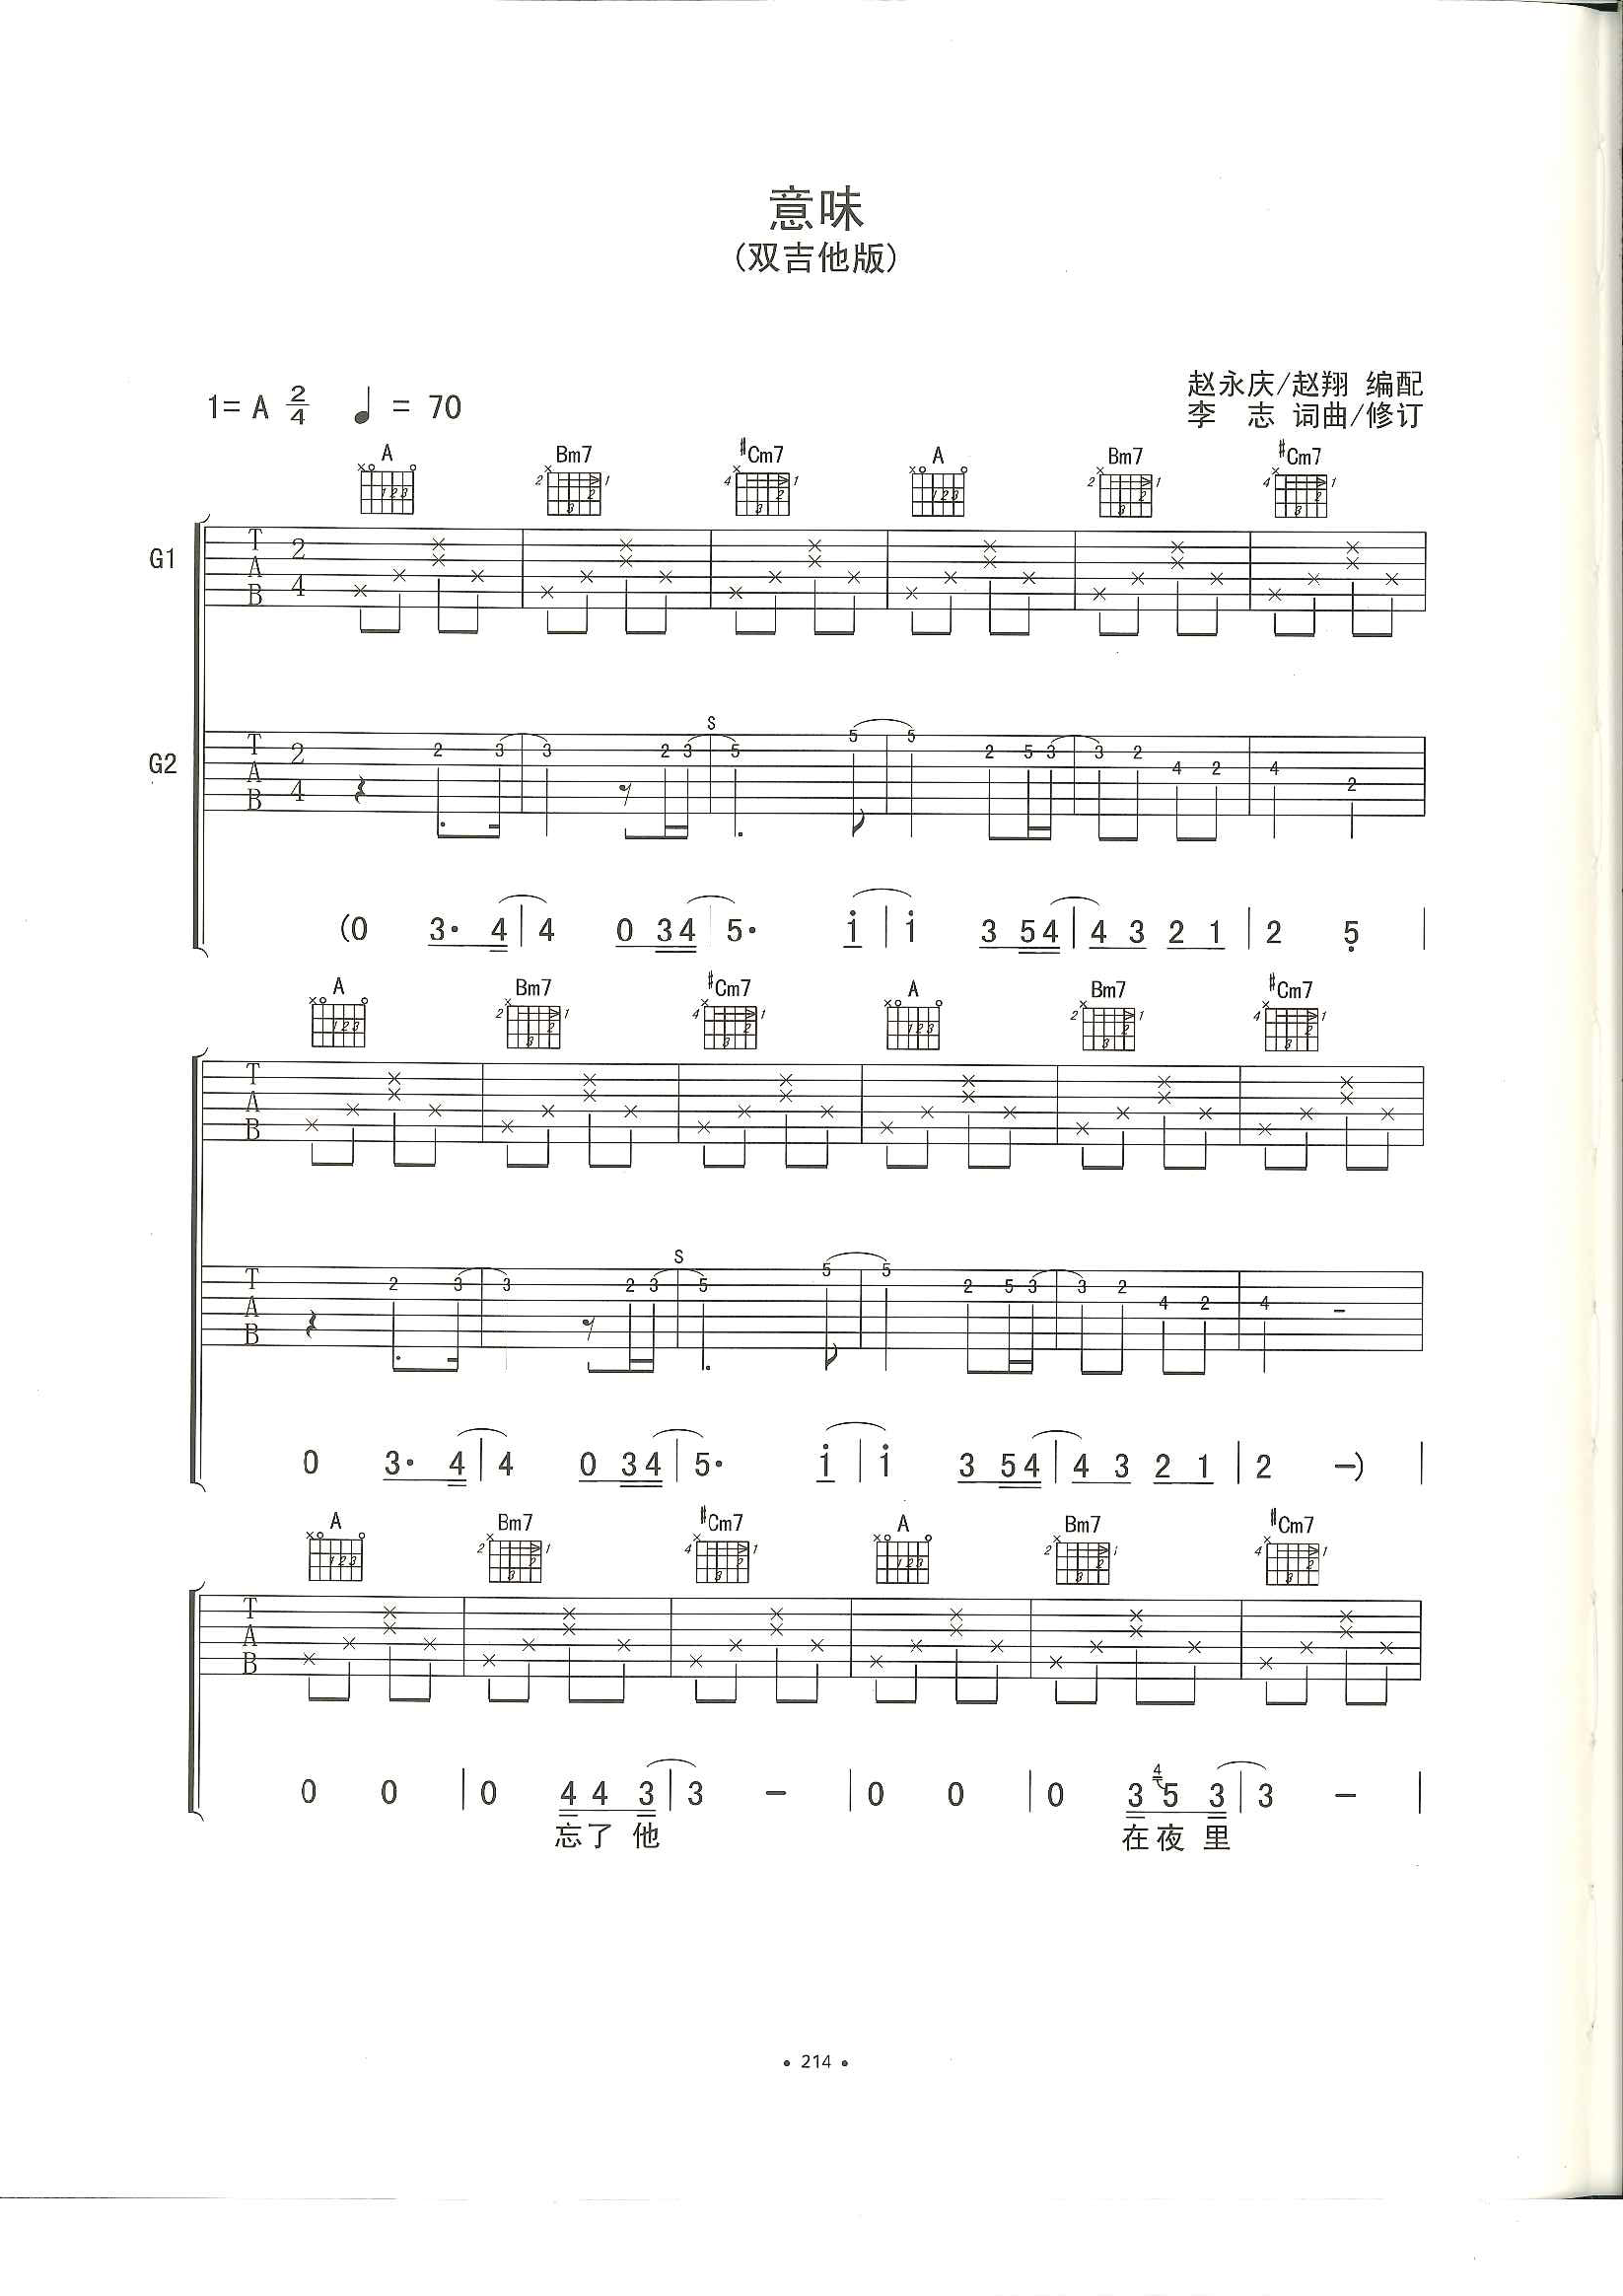 意味
(双吉他版)
赵永庆/赵翔 编配
1= A 2/4 ♩ = 70
李 志 词曲/修订
A Bm7 #Cm7 A Bm7 #Cm7
G1
T A B 2 4
S
G2
T A B 2 4 2 3 3 2 3 5 5 5 2 5 3 3 2 4 2 4 2
(0 3· 4 | 4 0 34 | 5· i | i 3 54 | 4 3 2 1 | 2 5 |
A Bm7 #Cm7 A Bm7 #Cm7
T A B
S
T A B 2 3 3 2 3 5 5 5 2 5 3 3 2 4 2 4 –
0 3· 4 | 4 0 34 | 5· i | i 3 54 | 4 3 2 1 | 2 –) |
A Bm7 #Cm7 A Bm7 #Cm7
T A B
0 0 | 0 4 4 3 | 3 – | 0 0 | 0 3 4 5 3 | 3 – |
忘了 他 在夜 里
• 214 •